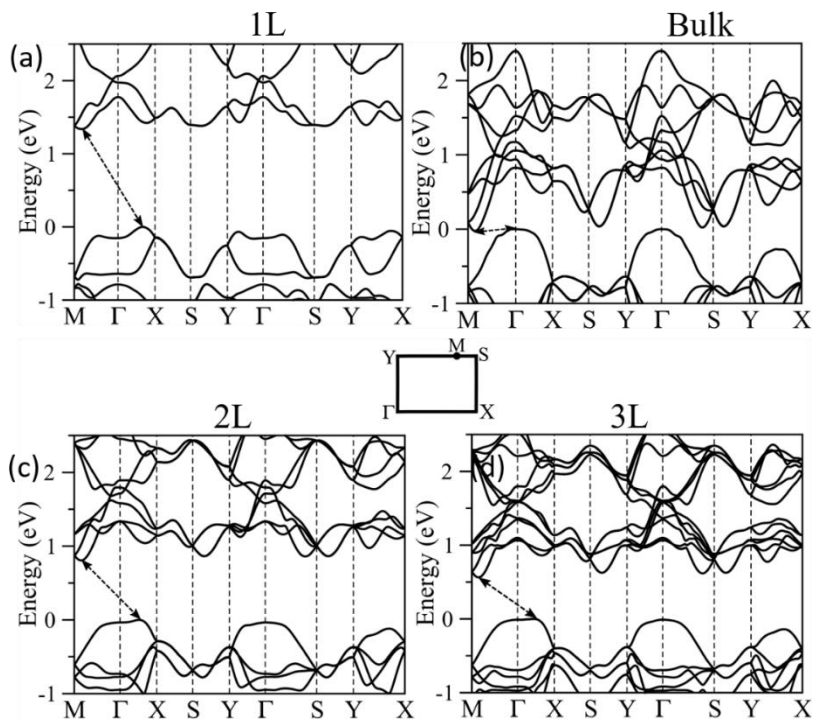 1L
Bulk
(a)
(b)
2
1
0
-1
Energy (eV)
M Γ X S Y Γ S Y X
2
1
0
-1
Energy (eV)
M Γ X S Y Γ S Y X
Y M S
Γ X
2L
3L
(c)
(d)
2
1
0
-1
Energy (eV)
M Γ X S Y Γ S Y X
2
1
0
-1
Energy (eV)
M Γ X S Y Γ S Y X